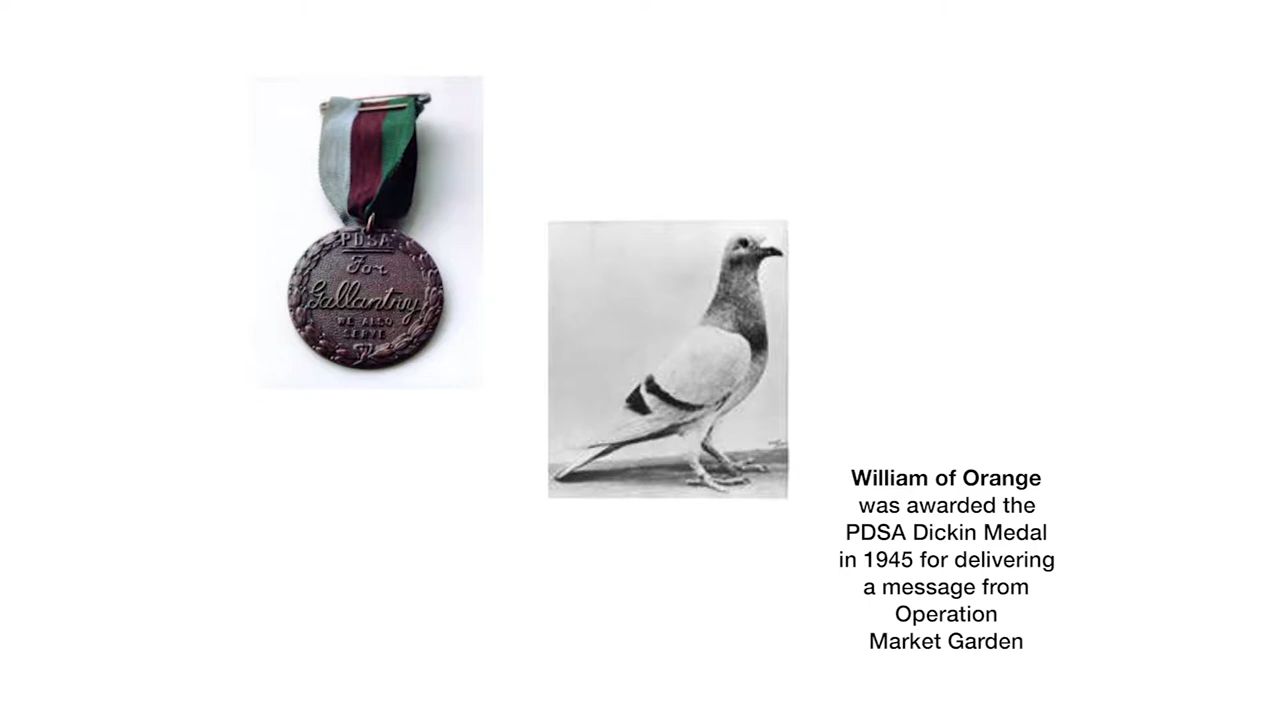 PDSA
For
Gallantry
WE ALSO
SERVE
William of Orange
was awarded the
PDSA Dickin Medal
in 1945 for delivering
a message from
Operation
Market Garden